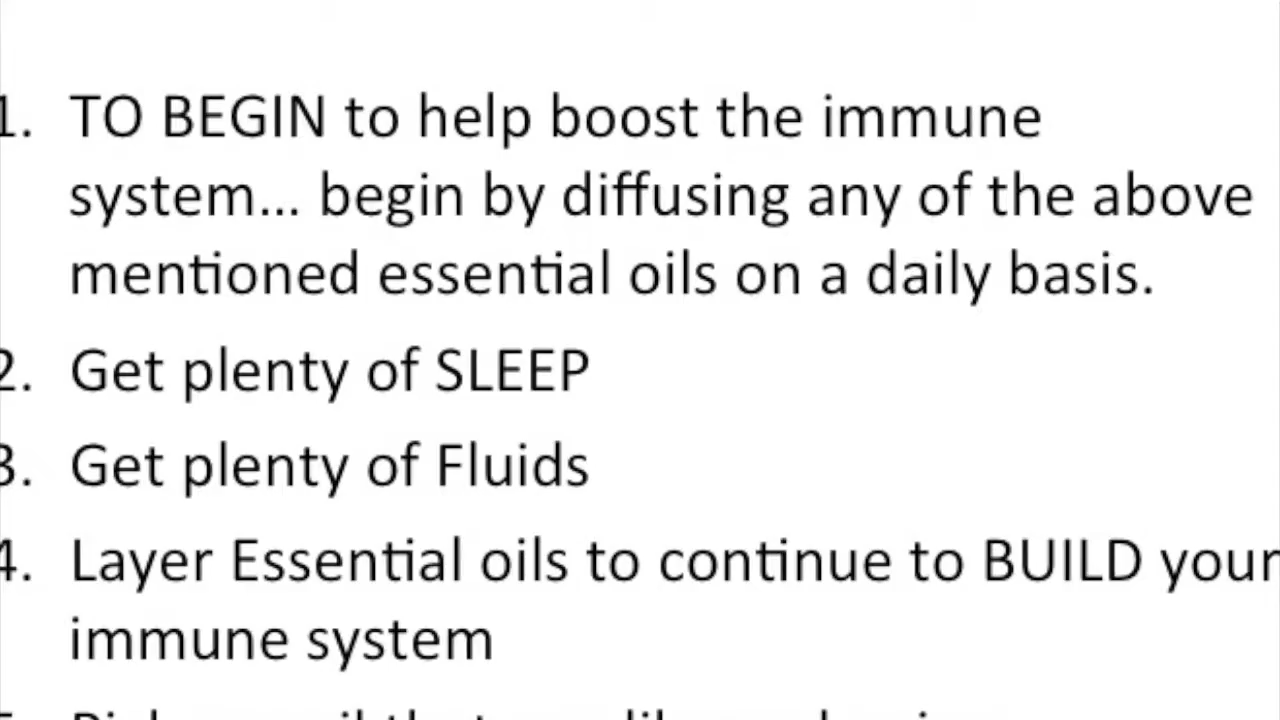 1. TO BEGIN to help boost the immune
system... begin by diffusing any of the above
mentioned essential oils on a daily basis.
2. Get plenty of SLEEP
3. Get plenty of Fluids
4. Layer Essential oils to continue to BUILD your
immune system
5.